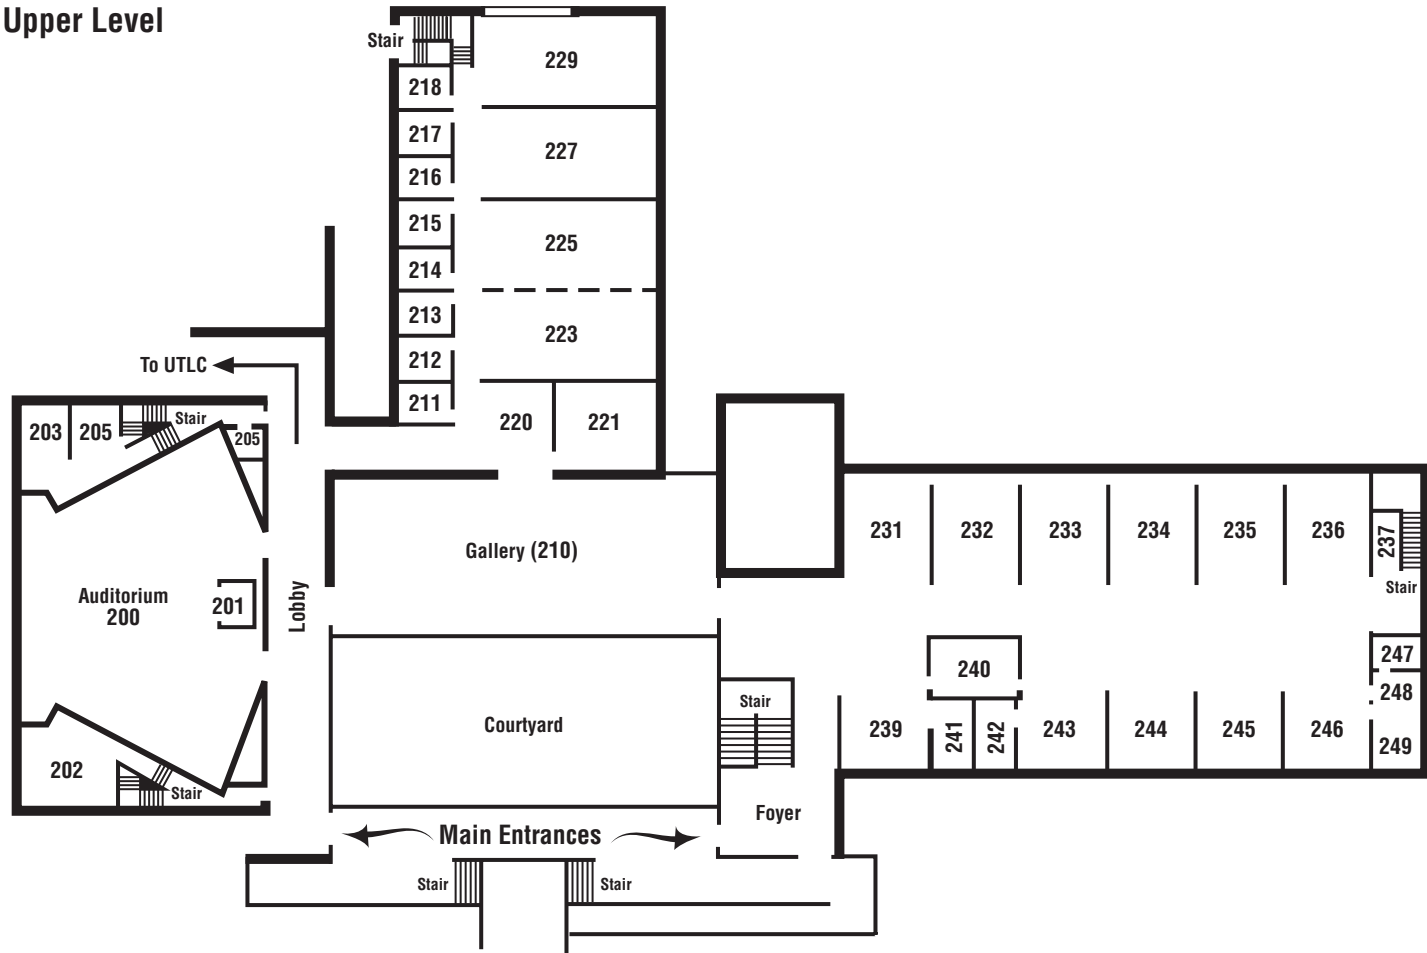 Upper Level
Stair
229
218
217
227
216
215
225
214
213
223
212
To UTLC
211
220
221
203
205
Stair
205
231
232
233
234
235
236
237
Gallery (210)
Stair
Auditorium
200
201
Lobby
240
247
248
Stair
Courtyard
239
241
242
243
244
245
246
249
202
Stair
Foyer
Main Entrances
Stair
Stair